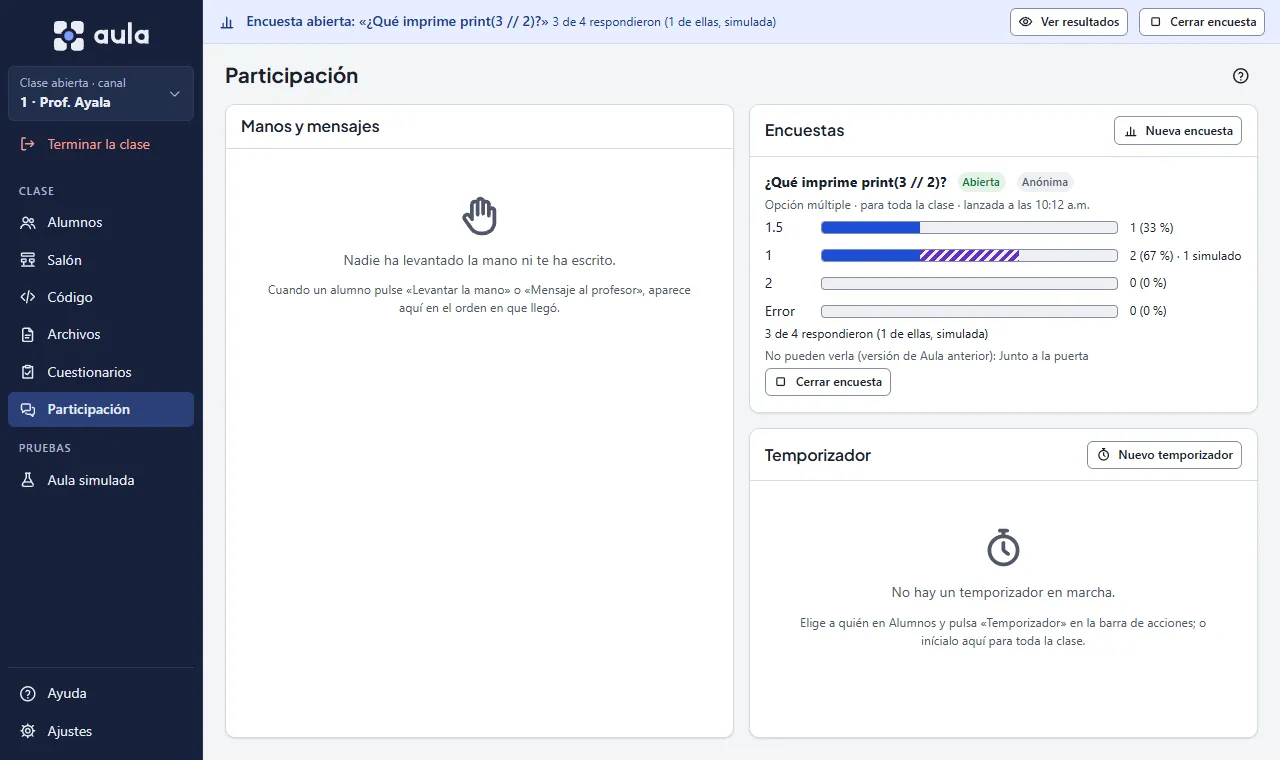 aula
Clase abierta · canal
1 · Prof. Ayala
Terminar la clase
CLASE
Alumnos
Salón
Código
Archivos
Cuestionarios
Participación
PRUEBAS
Aula simulada
Ayuda
Ajustes
Encuesta abierta: «¿Qué imprime print(3 // 2)?» 3 de 4 respondieron (1 de ellas, simulada)
Ver resultados
Cerrar encuesta
Participación
Manos y mensajes
Nadie ha levantado la mano ni te ha escrito.
Cuando un alumno pulse «Levantar la mano» o «Mensaje al profesor», aparece
aquí en el orden en que llegó.
Encuestas
Nueva encuesta
¿Qué imprime print(3 // 2)? Abierta Anónima
Opción múltiple · para toda la clase · lanzada a las 10:12 a.m.
1.5 1 (33 %)
1 2 (67 %) · 1 simulado
2 0 (0 %)
Error 0 (0 %)
3 de 4 respondieron (1 de ellas, simulada)
No pueden verla (versión de Aula anterior): Junto a la puerta
Cerrar encuesta
Temporizador
Nuevo temporizador
No hay un temporizador en marcha.
Elige a quién en Alumnos y pulsa «Temporizador» en la barra de acciones; o
inícialo aquí para toda la clase.